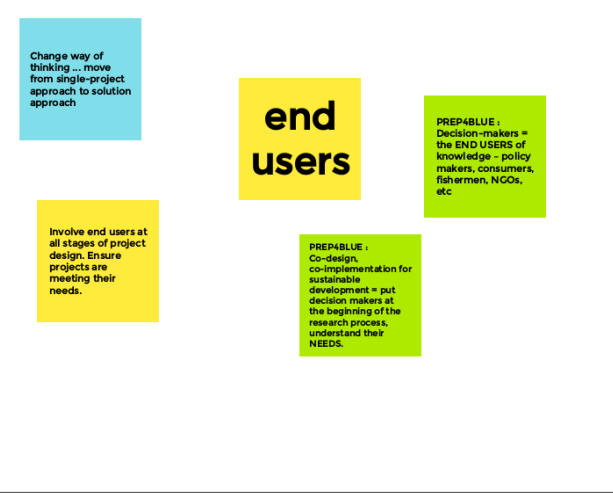 Change way of
thinking ... move
from single-project
approach to solution
approach
end
users
PREP4BLUE :
Decision-makers =
the END USERS of
knowledge - policy
makers, consumers,
fishermen, NGOs,
etc
Involve end users at
all stages of project
design. Ensure
projects are
meeting their
needs.
PREP4BLUE :
Co-design,
co-implementation for
sustainable
development = put
decision makers at
the beginning of the
research process,
understand their
NEEDS.